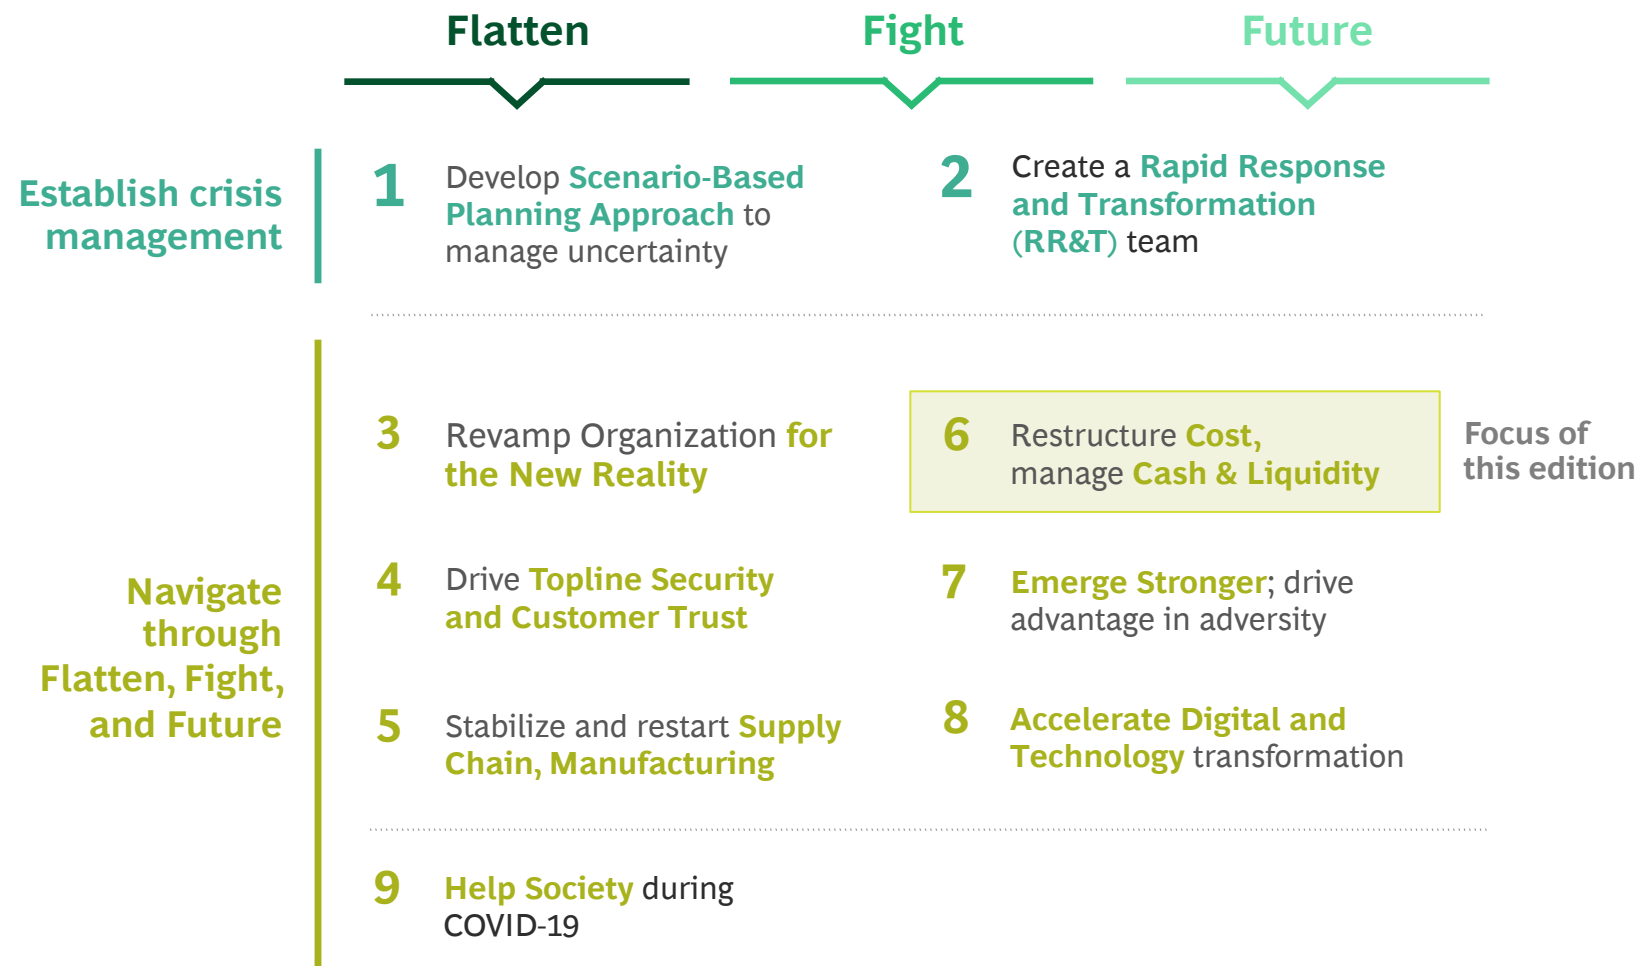 Flatten
Fight
Future
Establish crisis
management
1
Develop Scenario-Based
Planning Approach to
manage uncertainty
2
Create a Rapid Response
and Transformation
(RR&T) team
Navigate
through
Flatten, Fight,
and Future
3
Revamp Organization for
the New Reality
6
Restructure Cost,
manage Cash & Liquidity
Focus of
this edition
4
Drive Topline Security
and Customer Trust
7
Emerge Stronger; drive
advantage in adversity
5
Stabilize and restart Supply
Chain, Manufacturing
8
Accelerate Digital and
Technology transformation
9
Help Society during
COVID-19